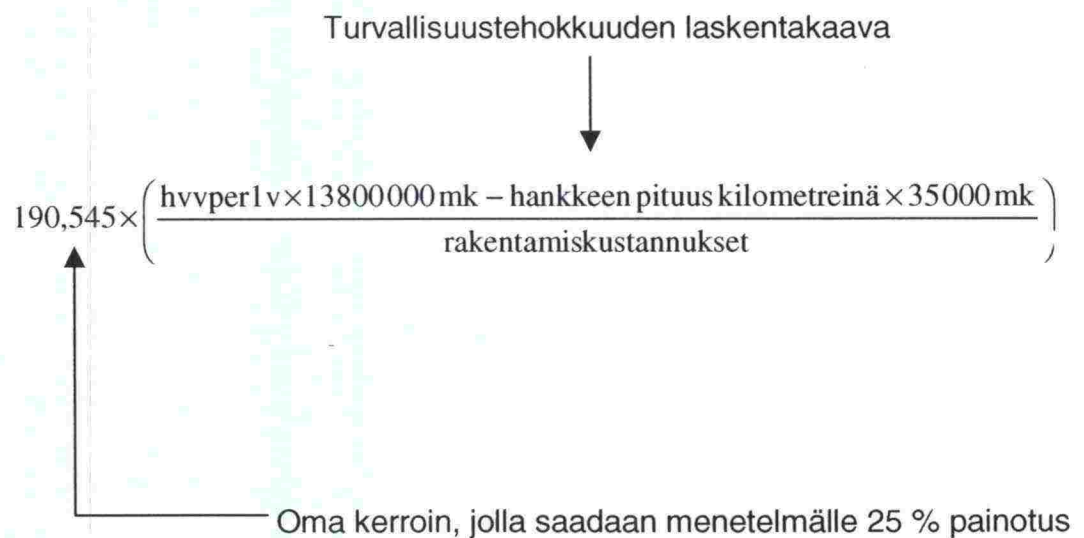 Turvallisuustehokkuuden laskentakaava
190,545×(hvvper1v×13800000 mk – hankkeen pituus kilometreinä×35000 mk
rakentamiskustannukset)
Oma kerroin, jolla saadaan menetelmälle 25 % painotus